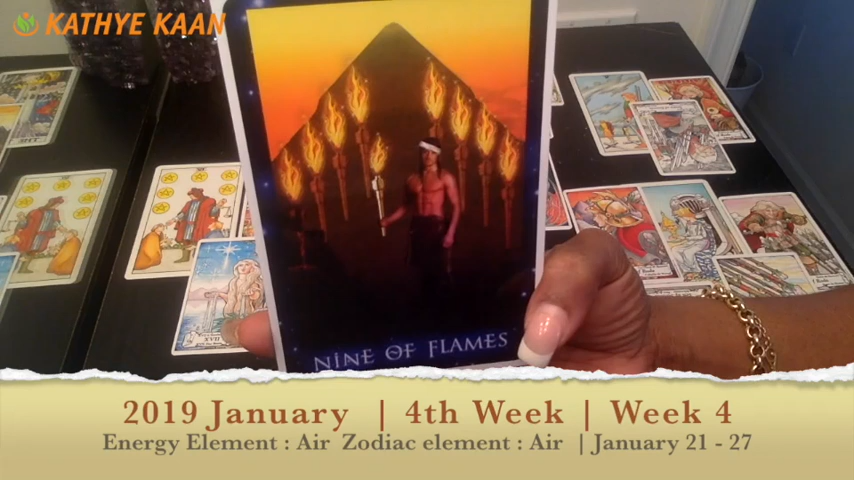 KATHYE KAAN
NINE OF FLAMES
XVII
2019 January | 4th Week | Week 4
Energy Element : Air Zodiac element : Air | January 21 - 27